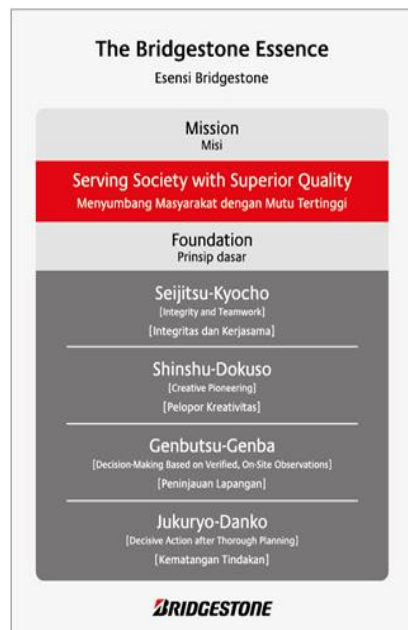 The Bridgestone Essence
Esensi Bridgestone
Mission
Misi
Serving Society with Superior Quality
Menyumbang Masyarakat dengan Mutu Tertinggi
Foundation
Prinsip dasar
Seijitsu-Kyocho
[Integrity and Teamwork]
[Integritas dan Kerjasama]
Shinshu-Dokuso
[Creative Pioneering]
[Pelopor Kreativitas]
Genbutsu-Genba
[Decision-Making Based on Verified, On-Site Observations]
[Peninjauan Lapangan]
Jukuryo-Danko
[Decisive Action after Thorough Planning]
[Kematangan Tindakan]
BRIDGESTONE